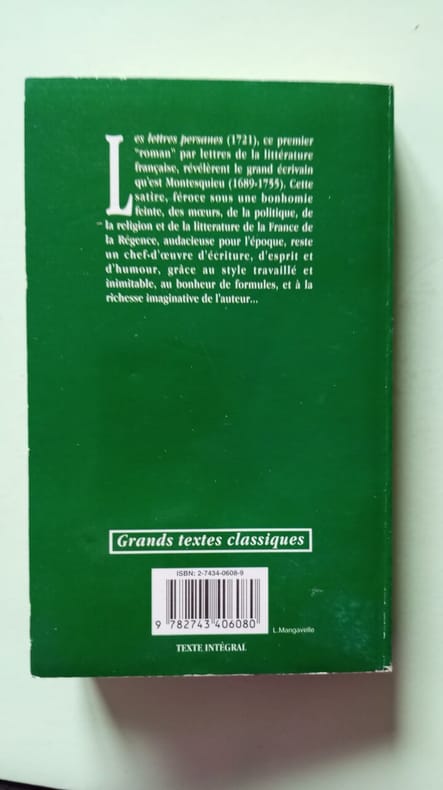 Les lettres persanes (1721), ce premier
"roman" par lettres de la littérature
française, révélèrent le grand écrivain
qu'est Montesquieu (1689-1755). Cette
satire, féroce sous une bonhomie
feinte, des mœurs, de la politique, de
la religion et de la litterature de la France de
la Régence, audacieuse pour l'époque, reste
un chef-d'œuvre d'écriture, d'esprit et
d'humour, grâce au style travaillé et
inimitable, au bonheur de formules, et à la
richesse imaginative de l'auteur...
Grands textes classiques
ISBN: 2-7434-0608-9
9 782743 406080
L.Mangavelle
TEXTE INTÉGRAL